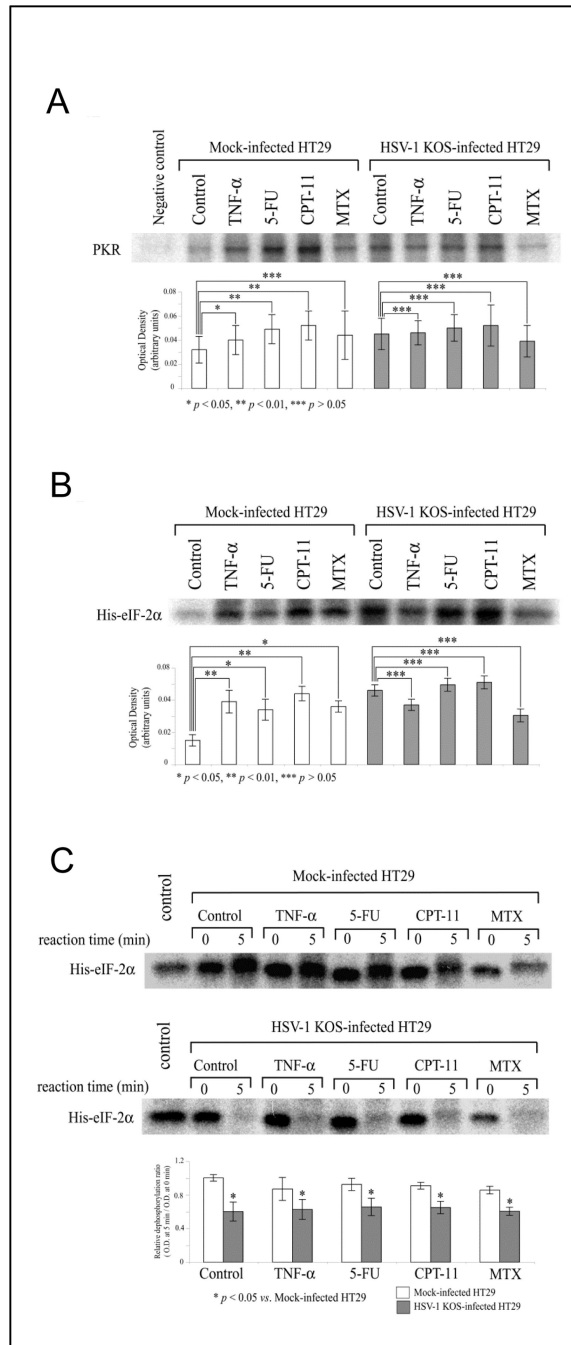 A
Mock-infected HT29 HSV-1 KOS-infected HT29
Negative control Control TNF-α 5-FU CPT-11 MTX Control TNF-α 5-FU CPT-11 MTX
PKR
Optical Density
(arbitrary units)
0.08
0.06
0.04
0.02
0
*** ** ** * *** *** *** ***
* p < 0.05, ** p < 0.01, *** p > 0.05
B
Mock-infected HT29 HSV-1 KOS-infected HT29
Control TNF-α 5-FU CPT-11 MTX Control TNF-α 5-FU CPT-11 MTX
His-eIF-2α
Optical Density
(arbitrary units)
0.08
0.04
0.02
0
* ** * ** *** *** *** ***
* p < 0.05, ** p < 0.01, *** p > 0.05
C
Mock-infected HT29
control
Control TNF-α 5-FU CPT-11 MTX
reaction time (min) 0 5 0 5 0 5 0 5 0 5
His-eIF-2α
HSV-1 KOS-infected HT29
control
Control TNF-α 5-FU CPT-11 MTX
reaction time (min) 0 5 0 5 0 5 0 5 0 5
His-eIF-2α
Relative dephosphorylation ratio
( O.D. at 5 min / O.D. at 0 min)
1.2
0.8
0.4
0
* * * * *
Control TNF-α 5-FU CPT-11 MTX
* p < 0.05 vs. Mock-infected HT29
Mock-infected HT29
HSV-1 KOS-infected HT29